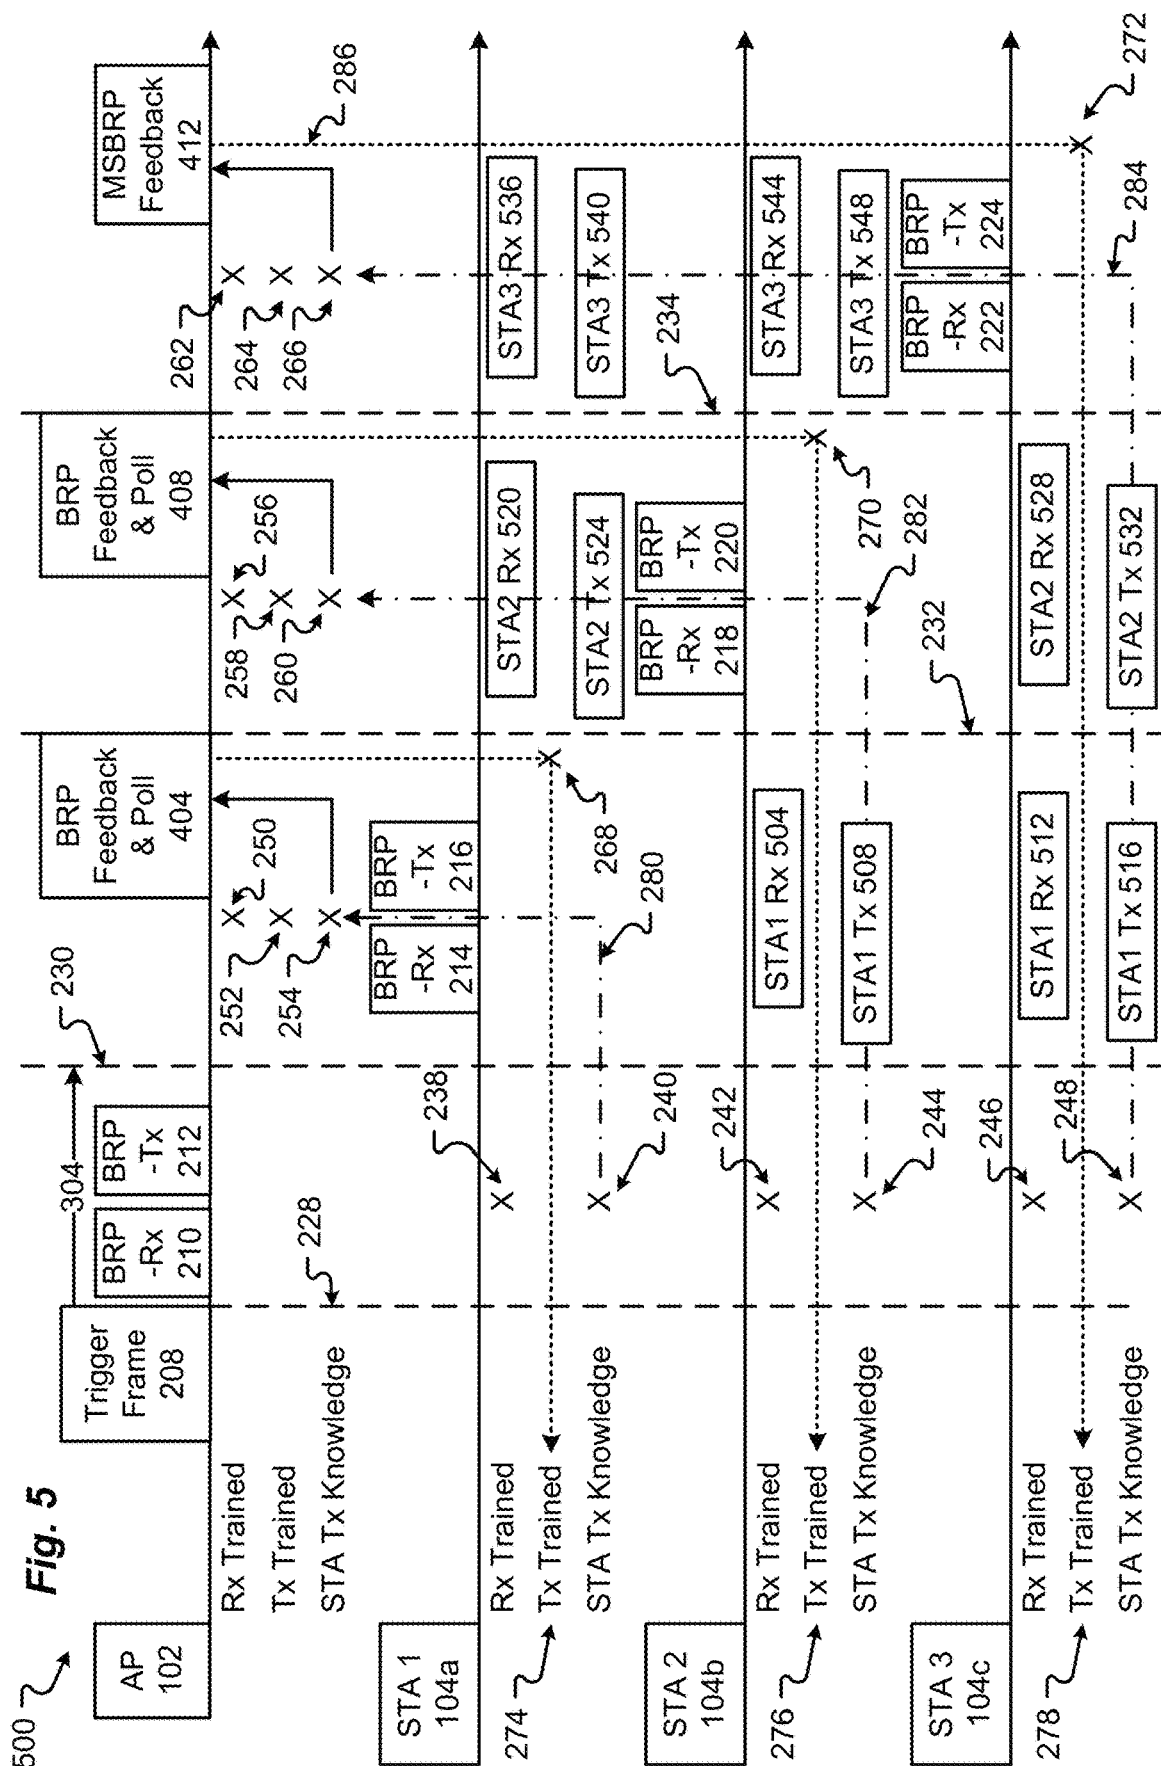 500
Fig. 5
AP
102
Trigger
Frame
208
BRP
-Rx
210
BRP
-Tx
212
304
230
BRP
Feedback
& Poll
404
BRP
Feedback
& Poll
408
MSBRP
Feedback
412
Rx Trained
Tx Trained
STA Tx Knowledge
228
252
250
254
258
256
260
262
264
266
286
STA 1
104a
BRP
-Rx
214
BRP
-Tx
216
274
Rx Trained
Tx Trained
STA Tx Knowledge
238
240
268
280
STA2 Rx 520
STA2 Tx 524
STA3 Rx 536
STA3 Tx 540
234
STA 2
104b
BRP
-Rx
218
BRP
-Tx
220
276
Rx Trained
Tx Trained
STA Tx Knowledge
242
244
STA1 Rx 504
STA1 Tx 508
270
282
232
STA3 Rx 544
STA3 Tx 548
STA 3
104c
BRP
-Rx
222
BRP
-Tx
224
278
Rx Trained
Tx Trained
STA Tx Knowledge
246
248
STA1 Rx 512
STA1 Tx 516
STA2 Rx 528
STA2 Tx 532
272
284